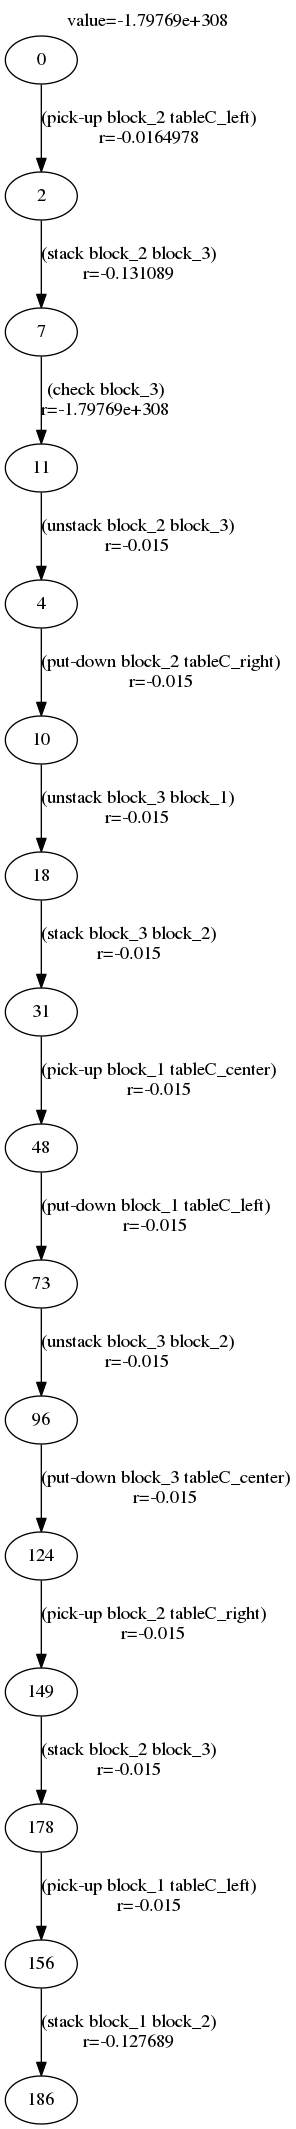 value=-1.79769e+308
0
(pick-up block_2 tableC_left)
r=-0.0164978
2
(stack block_2 block_3)
r=-0.131089
7
(check block_3)
r=-1.79769e+308
11
(unstack block_2 block_3)
r=-0.015
4
(put-down block_2 tableC_right)
r=-0.015
10
(unstack block_3 block_1)
r=-0.015
18
(stack block_3 block_2)
r=-0.015
31
(pick-up block_1 tableC_center)
r=-0.015
48
(put-down block_1 tableC_left)
r=-0.015
73
(unstack block_3 block_2)
r=-0.015
96
(put-down block_3 tableC_center)
r=-0.015
124
(pick-up block_2 tableC_right)
r=-0.015
149
(stack block_2 block_3)
r=-0.015
178
(pick-up block_1 tableC_left)
r=-0.015
156
(stack block_1 block_2)
r=-0.127689
186